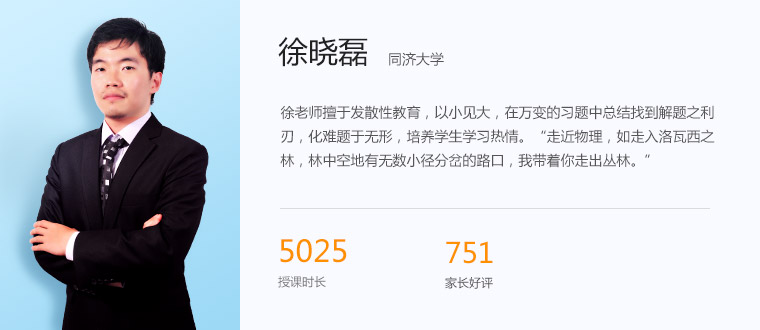 徐晓磊 同济大学
徐老师擅于发散性教育，以小见大，在万变的习题中总结找到解题之利
刃，化难题于无形，培养学生学习热情。“走近物理，如走入洛瓦西之
林，林中空地有无数小径分岔的路口，我带着你走出丛林。”
5025 751
授课时长 家长好评